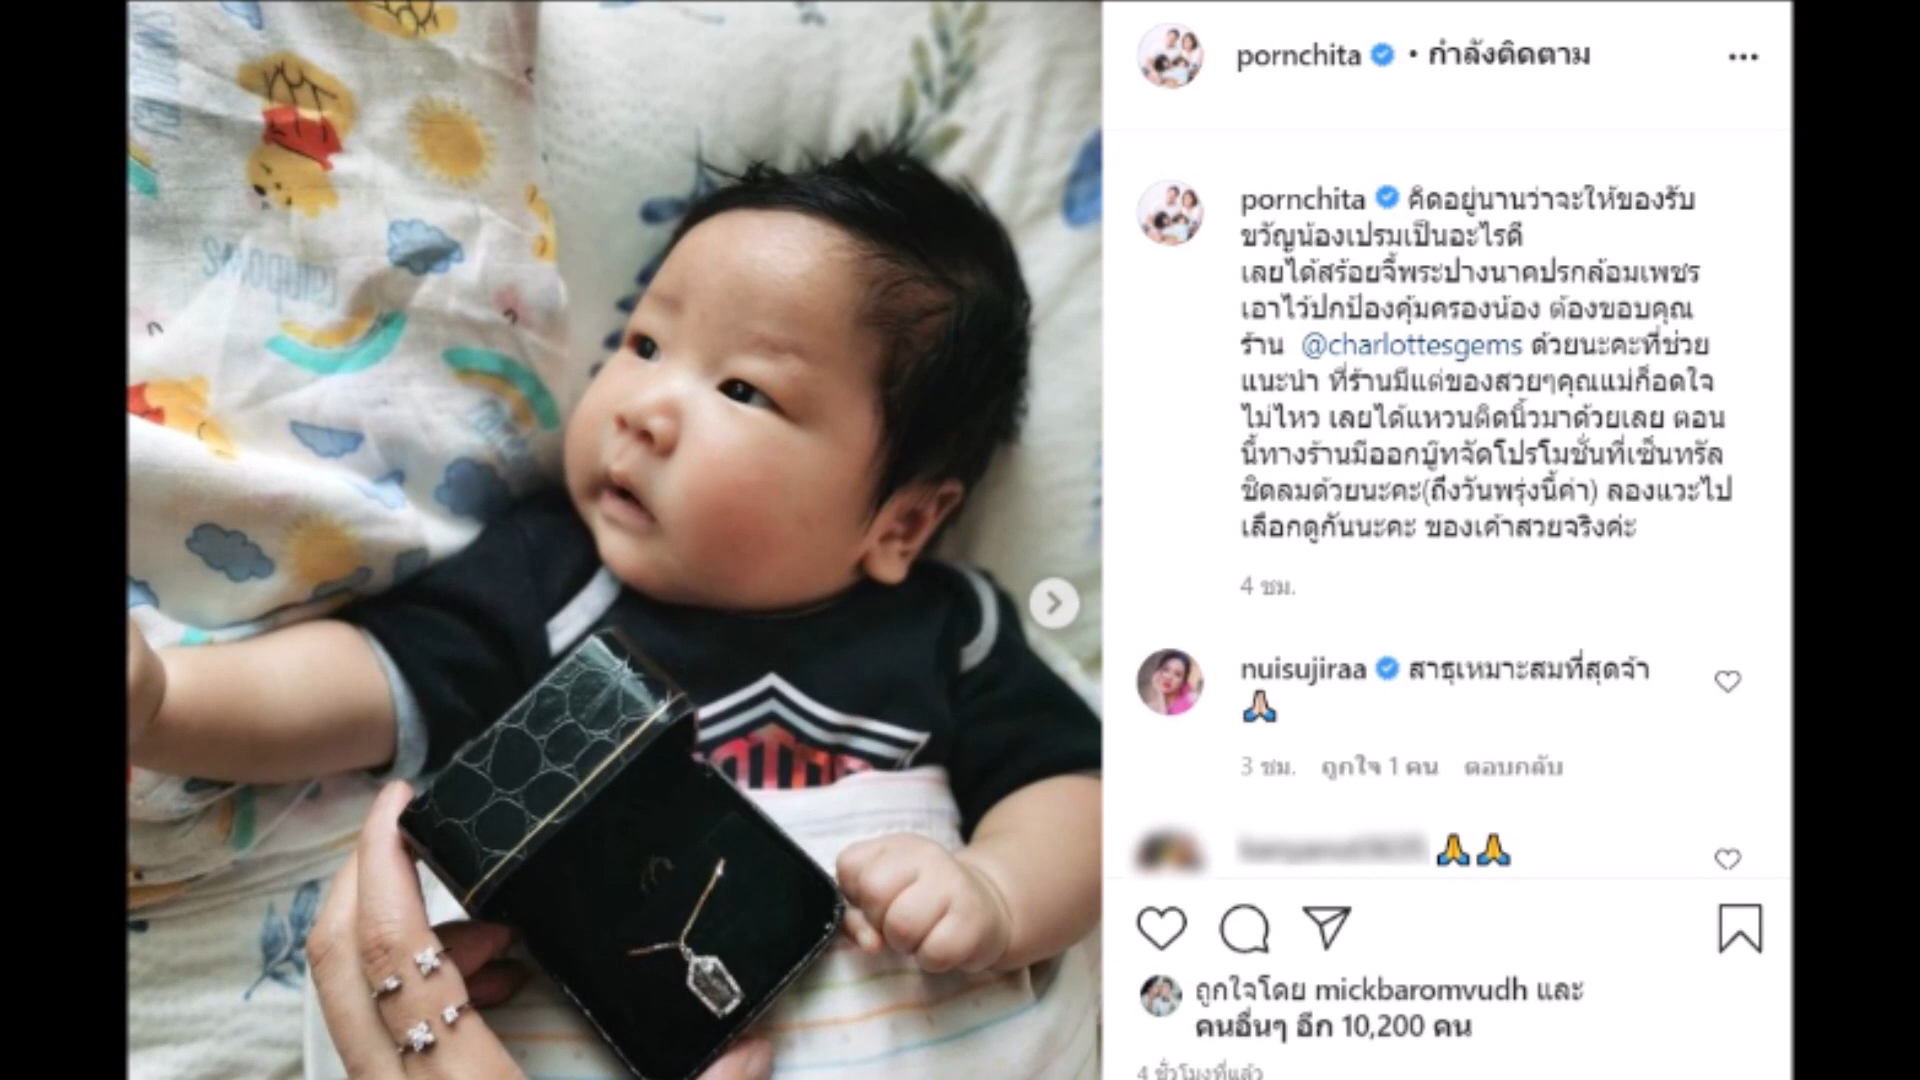 pornchita • กำลังติดตาม
pornchita คิดอยู่นานว่าจะให้ของรับ
ขวัญน้องเปรมเป็นอะไรดี
เลยได้สร้อยจี้พระปางนาคปรกล้อมเพชร
เอาไว้ปกป้องคุ้มครองน้อง ต้องขอบคุณ
ร้าน @charlottesgems ด้วยนะคะที่ช่วย
แนะนำ ที่ร้านมีแต่ของสวยๆคุณแม่ก็อดใจ
ไม่ไหว เลยได้แหวนติดนิ้วมาด้วยเลย ตอน
นี้ทางร้านมีออกบู๊ทจัดโปรโมชั่นที่เซ็นทรัล
ชิดลมด้วยนะคะ(ถึงวันพรุ่งนี้ค่า) ลองแวะไป
เลือกดูกันนะคะ ของเค้าสวยจริงค่ะ
4 ชม.
nuisujiraa สาธุเหมาะสมที่สุดจ้า
🙏🏻
3 ชม. ถูกใจ 1 คน ตอบกลับ
🙏🙏
ถูกใจโดย mickbaromvudh และ
คนอื่นๆ อีก 10,200 คน
4 ชั่วโมงที่แล้ว